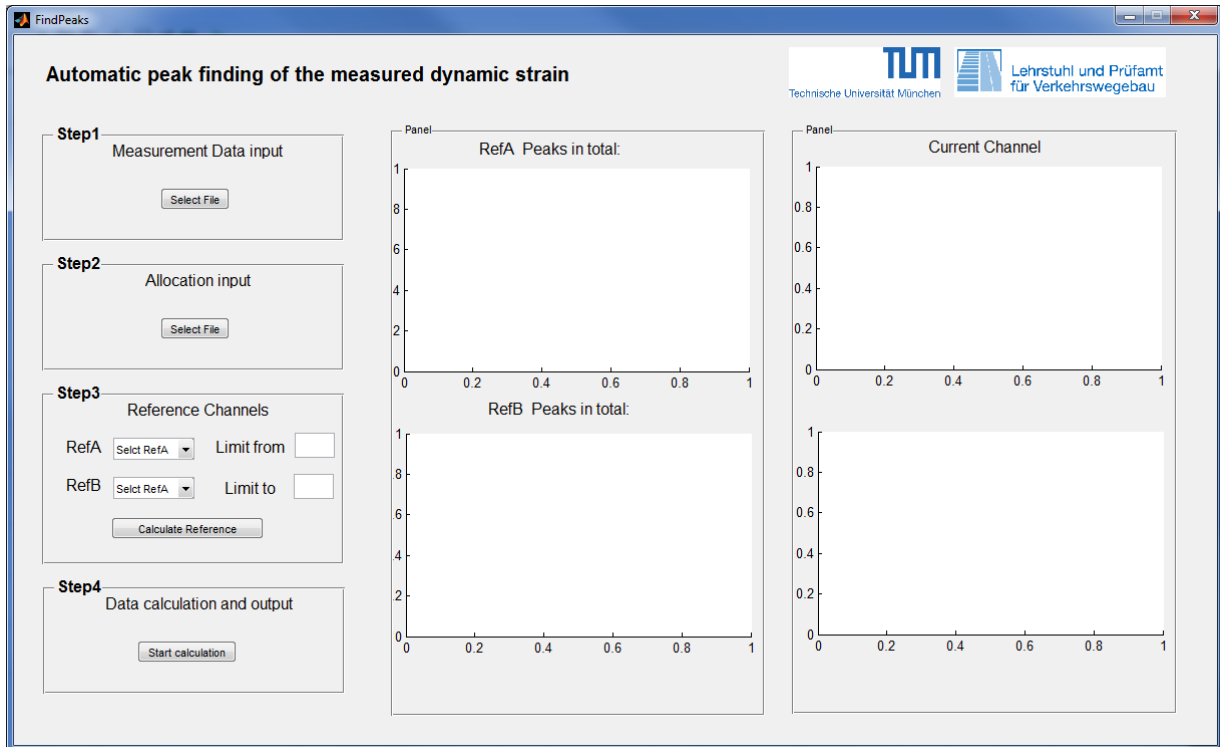 FindPeaks
Automatic peak finding of the measured dynamic strain
TUM
Technische Universität München
Lehrstuhl und Prüfamt
für Verkehrswegebau
Step1
Measurement Data input
Select File
Step2
Allocation input
Select File
Step3
Reference Channels
RefA Selct RefA Limit from
RefB Selct RefA Limit to
Calculate Reference
Step4
Data calculation and output
Start calculation
Panel
RefA Peaks in total:
1
8
6
4
2
0
0 0.2 0.4 0.6 0.8 1
RefB Peaks in total:
1
.8
.6
.4
.2
0
0 0.2 0.4 0.6 0.8 1
Panel
Current Channel
1
0.8
0.6
0.4
0.2
0
0 0.2 0.4 0.6 0.8 1
1
0.8
0.6
0.4
0.2
0
0 0.2 0.4 0.6 0.8 1